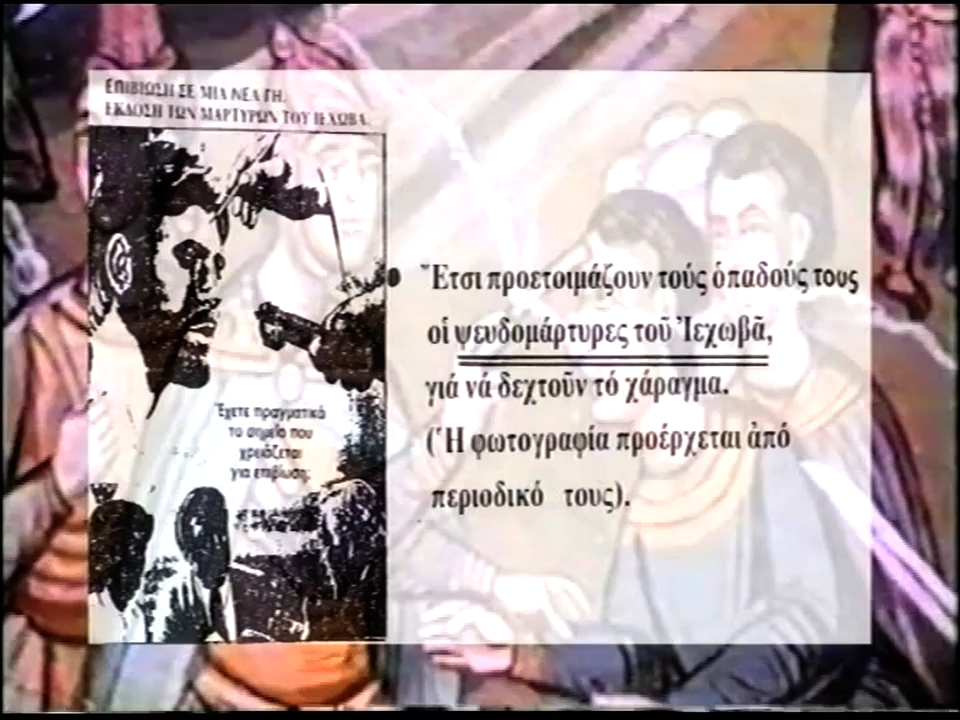 ΕΠΙΒΙΩΣΗ ΣΕ ΜΙΑ ΝΕΑ ΓΗ.
ΕΚΔΟΣΗ ΤΩΝ ΜΑΡΤΥΡΩΝ ΤΟΥ ΙΕΧΩΒΑ.
Έχετε πραγματικά
το σημείο που
χρειάζεται
για επιβίωση;
● Ἔτσι προετοιμάζουν τούς ὁπαδούς τους
οἱ ψευδομάρτυρες τοῦ Ἰεχωβᾶ,
γιά νά δεχτοῦν τό χάραγμα.
(Ἡ φωτογραφία προέρχεται ἀπό
περιοδικό τους).